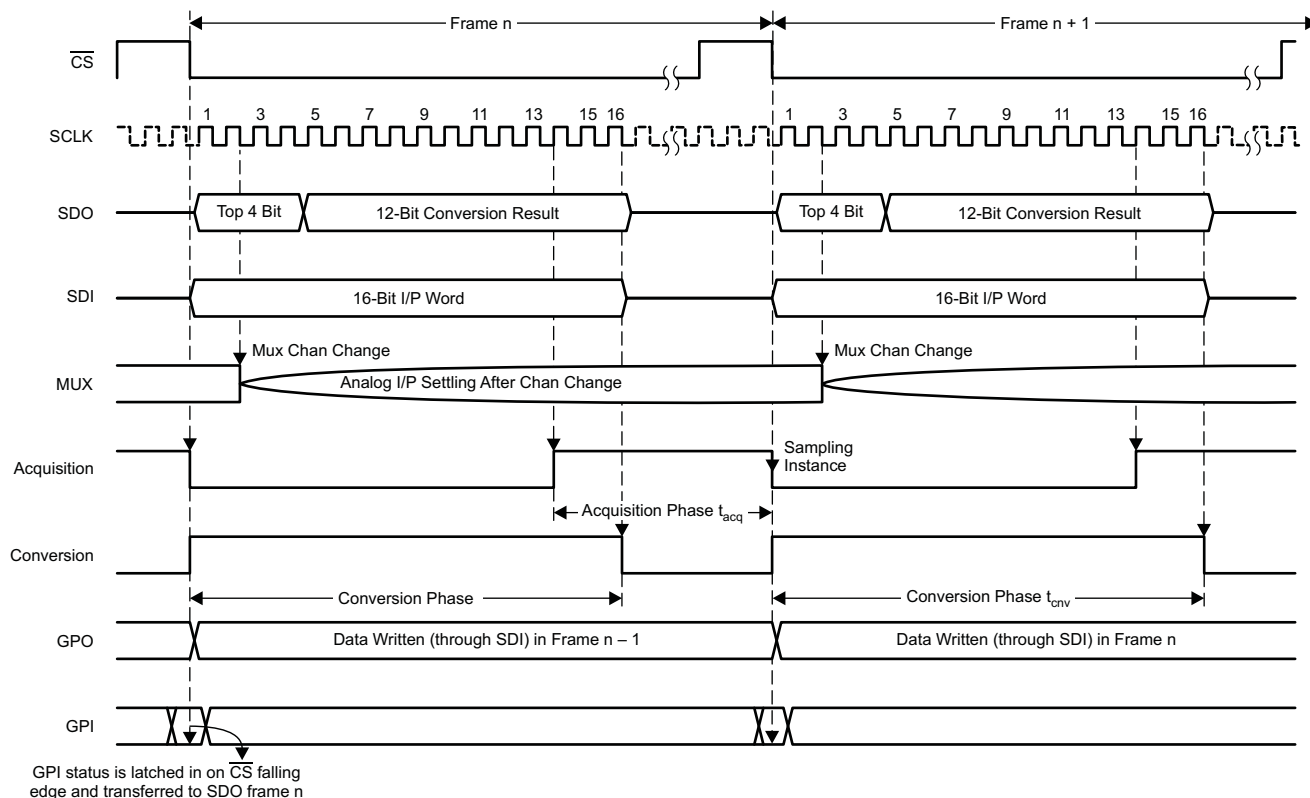 Frame n
Frame n + 1
CS
1 3 5 7 9 11 13 15 16 1 3 5 7 9 11 13 15 16
SCLK
SDO
Top 4 Bit
12-Bit Conversion Result
Top 4 Bit
12-Bit Conversion Result
SDI
16-Bit I/P Word
16-Bit I/P Word
Mux Chan Change
Mux Chan Change
MUX
Analog I/P Settling After Chan Change
Acquisition
Sampling
Instance
Acquisition Phase tacq
Conversion
Conversion Phase
Conversion Phase tcnv
GPO
Data Written (through SDI) in Frame n – 1
Data Written (through SDI) in Frame n
GPI
GPI status is latched in on CS falling
edge and transferred to SDO frame n